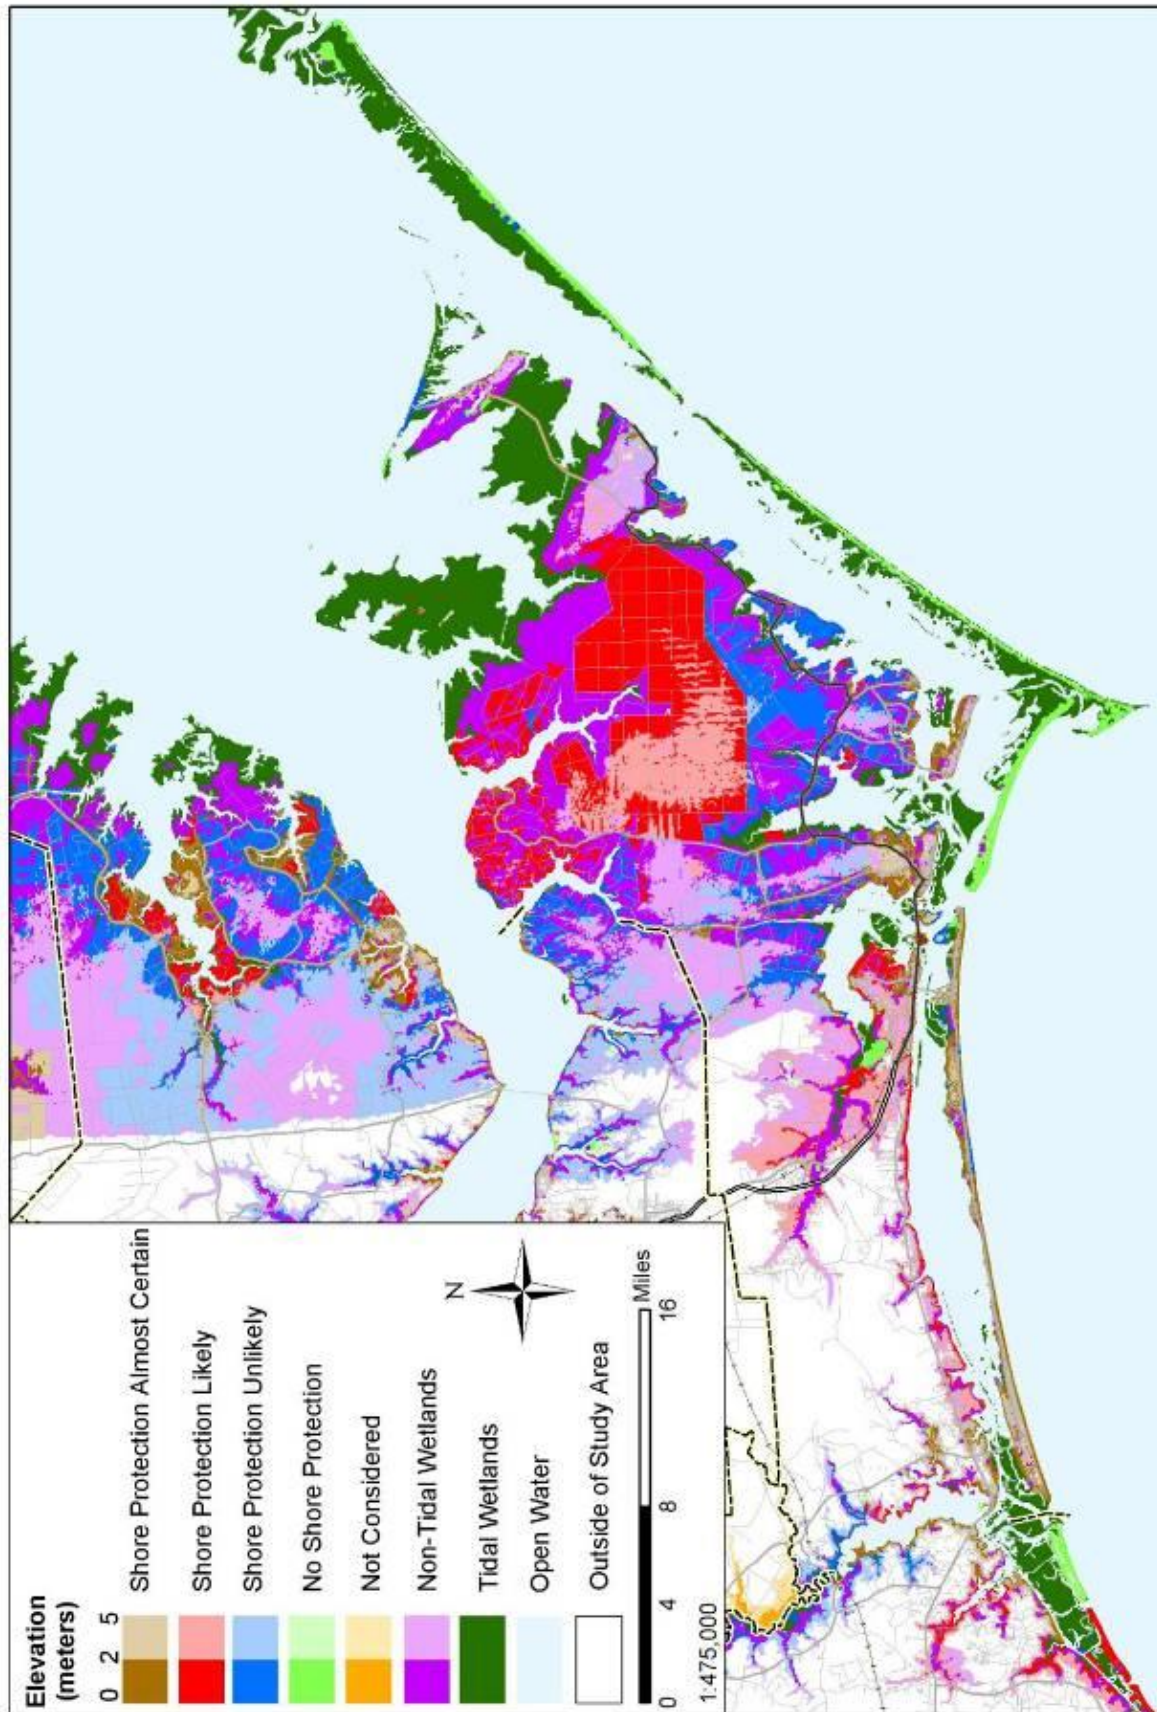 Elevation
(meters)
0 2 5
Shore Protection Almost Certain
Shore Protection Likely
Shore Protection Unlikely
No Shore Protection
Not Considered
Non-Tidal Wetlands
Tidal Wetlands
Open Water
Outside of Study Area
N
0 4 8 16
Miles
1:475,000